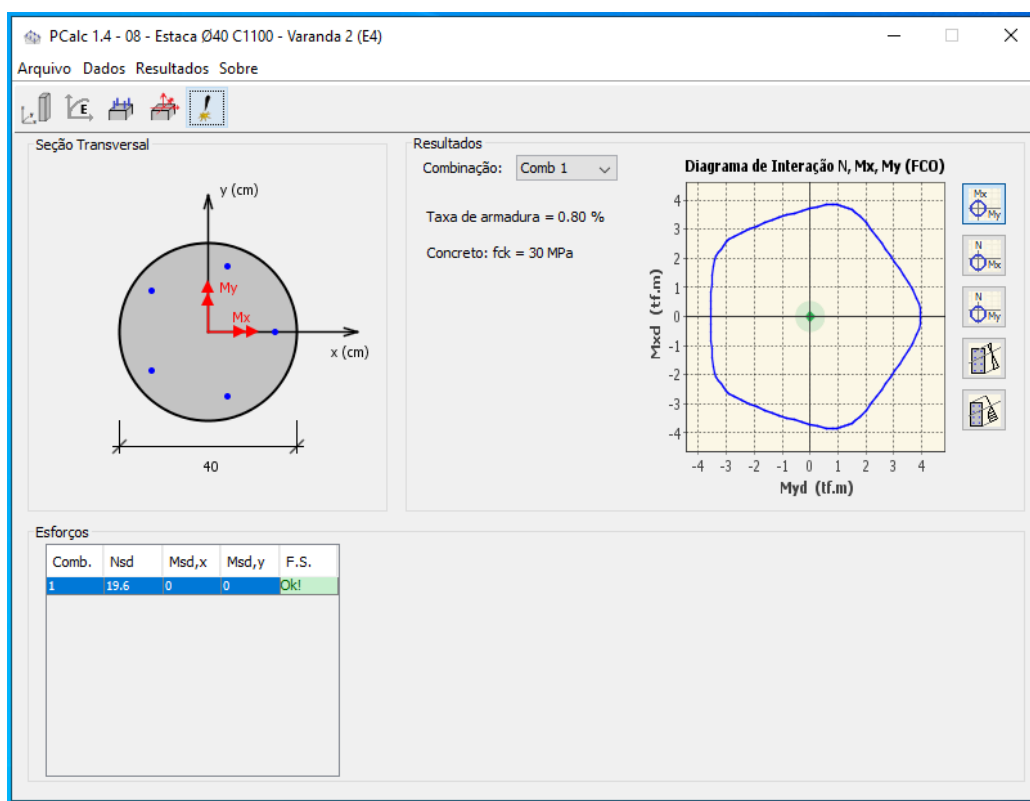 PCalc 1.4 - 08 - Estaca Ø40 C1100 - Varanda 2 (E4)
Arquivo Dados Resultados Sobre
E
Seção Transversal
y (cm)
My
Mx
x (cm)
40
Resultados
Combinação: Comb 1
Taxa de armadura = 0.80 %
Concreto: fck = 30 MPa
Diagrama de Interação N, Mx, My (FCO)
Mxd (tf.m)
4
3
2
1
0
-1
-2
-3
-4
-4 -3 -2 -1 0 1 2 3 4
Myd (tf.m)
Mx
My
N
Mx
N
My
Esforços
Comb. Nsd Msd,x Msd,y F.S.
1 19.6 0 0 Ok!